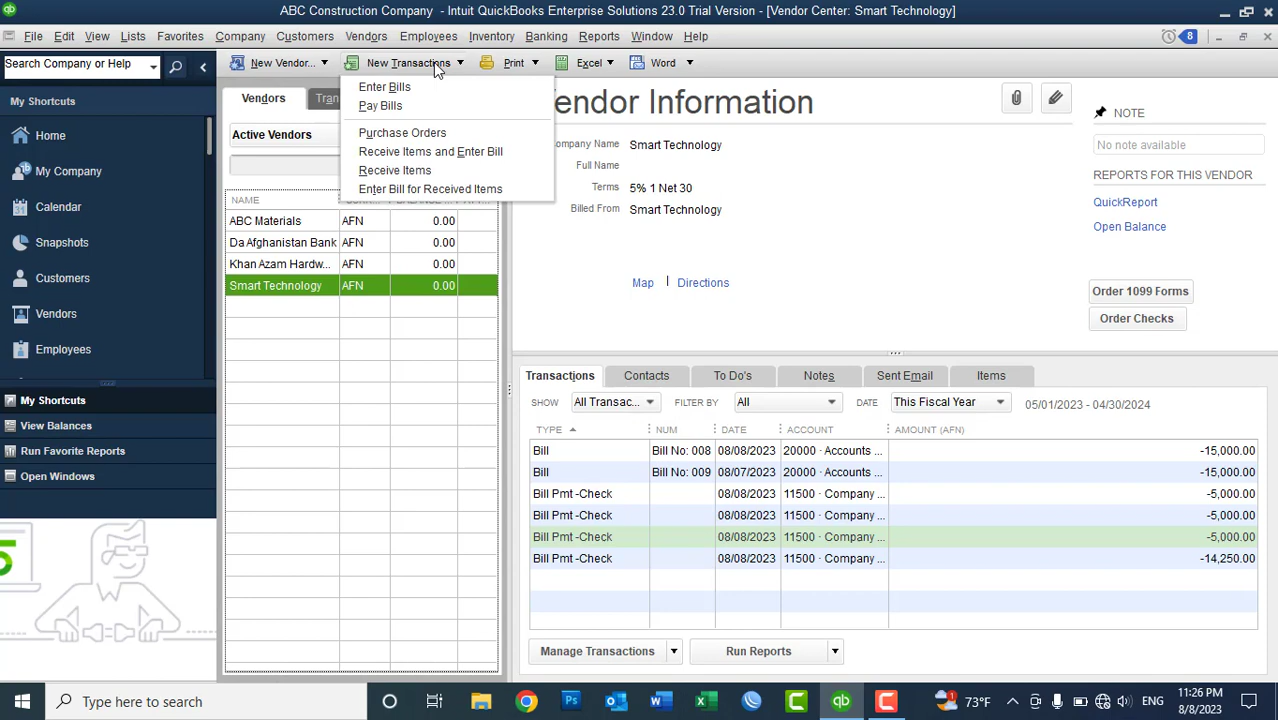 ABC Construction Company - Intuit QuickBooks Enterprise Solutions 23.0 Trial Version - [Vendor Center: Smart Technology]
File Edit View Lists Favorites Company Customers Vendors Employees Inventory Banking Reports Window Help 8
Search Company or Help
New Vendor... New Transactions Print Excel Word
My Shortcuts
Home
My Company
Calendar
Snapshots
Customers
Vendors
Employees
My Shortcuts
View Balances
Run Favorite Reports
Open Windows
Vendors Tran
Active Vendors
Enter Bills
Pay Bills
Purchase Orders
Receive Items and Enter Bill
Receive Items
Enter Bill for Received Items
NAME
ABC Materials AFN 0.00
Da Afghanistan Bank AFN 0.00
Khan Azam Hardw... AFN 0.00
Smart Technology AFN 0.00
endor Information
ompany Name Smart Technology
Full Name
Terms 5% 1 Net 30
Billed From Smart Technology
Map Directions
NOTE
No note available
REPORTS FOR THIS VENDOR
QuickReport
Open Balance
Order 1099 Forms
Order Checks
Transactions Contacts To Do's Notes Sent Email Items
SHOW All Transac... FILTER BY All DATE This Fiscal Year 05/01/2023 - 04/30/2024
TYPE NUM DATE ACCOUNT AMOUNT (AFN)
Bill Bill No: 008 08/08/2023 20000 · Accounts ... -15,000.00
Bill Bill No: 009 08/07/2023 20000 · Accounts ... -15,000.00
Bill Pmt -Check 08/08/2023 11500 · Company ... -5,000.00
Bill Pmt -Check 08/08/2023 11500 · Company ... -5,000.00
Bill Pmt -Check 08/08/2023 11500 · Company ... -5,000.00
Bill Pmt -Check 08/08/2023 11500 · Company ... -14,250.00
Manage Transactions Run Reports
Type here to search
73°F ENG
11:26 PM
8/8/2023